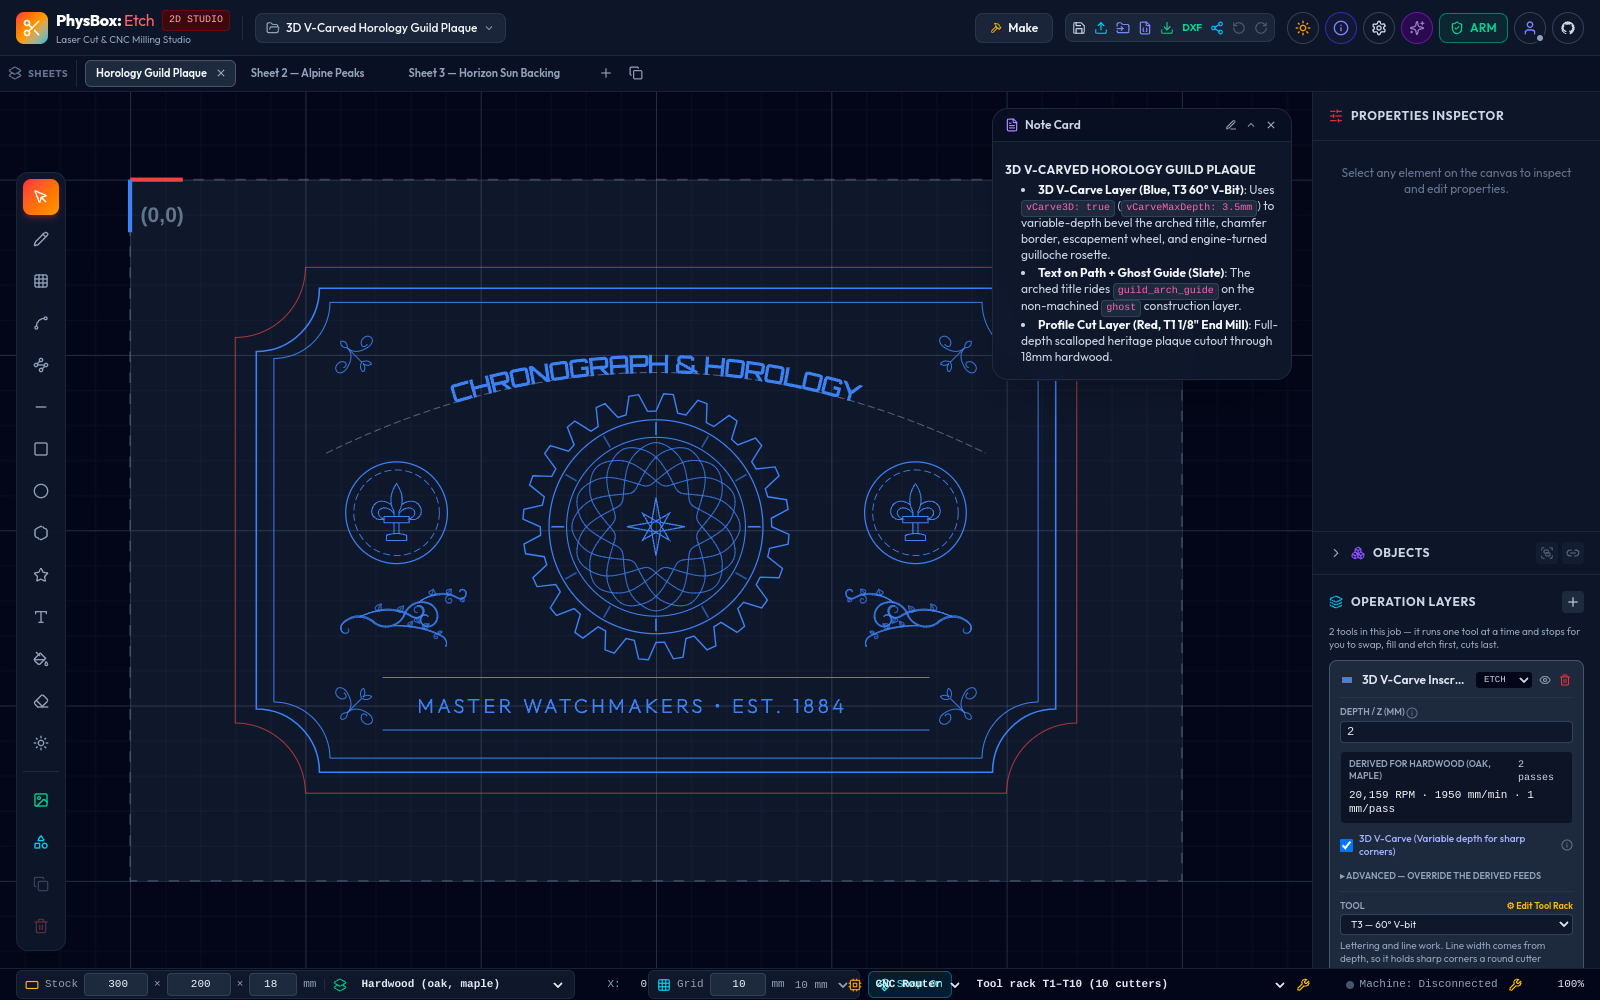 PhysBox: Etch 2D STUDIO
Laser Cut & CNC Milling Studio
3D V-Carved Horology Guild Plaque
Make
DXF
ARM
SHEETS
Horology Guild Plaque
Sheet 2 — Alpine Peaks
Sheet 3 — Horizon Sun Backing
(0,0)
CHRONOGRAPH & HOROLOGY
MASTER WATCHMAKERS • EST. 1884
Note Card
3D V-CARVED HOROLOGY GUILD PLAQUE
• 3D V-Carve Layer (Blue, T3 60° V-Bit): Uses
vCarve3D: true ( vCarveMaxDepth: 3.5mm ) to
variable-depth bevel the arched title, chamfer
border, escapement wheel, and engine-turned
guilloche rosette.
• Text on Path + Ghost Guide (Slate): The
arched title rides guild_arch_guide on the
non-machined ghost construction layer.
• Profile Cut Layer (Red, T1 1/8" End Mill): Full-
depth scalloped heritage plaque cutout through
18mm hardwood.
PROPERTIES INSPECTOR
Select any element on the canvas to inspect
and edit properties.
OBJECTS
OPERATION LAYERS
2 tools in this job — it runs one tool at a time and stops for
you to swap, fill and etch first, cuts last.
3D V-Carve Inscr...
ETCH
DEPTH / Z (MM)
2
DERIVED FOR HARDWOOD (OAK,
MAPLE)
2
passes
20,159 RPM · 1950 mm/min · 1
mm/pass
3D V-Carve (Variable depth for sharp
corners)
▸ ADVANCED — OVERRIDE THE DERIVED FEEDS
TOOL
Edit Tool Rack
T3 — 60° V-bit
Lettering and line work. Line width comes from
depth, so it holds sharp corners a round cutter
Stock 300 × 200 × 18 mm
Hardwood (oak, maple)
X: 0
Grid 10 mm 10 mm
CNC Router
Tool rack T1–T10 (10 cutters)
Machine: Disconnected
100%